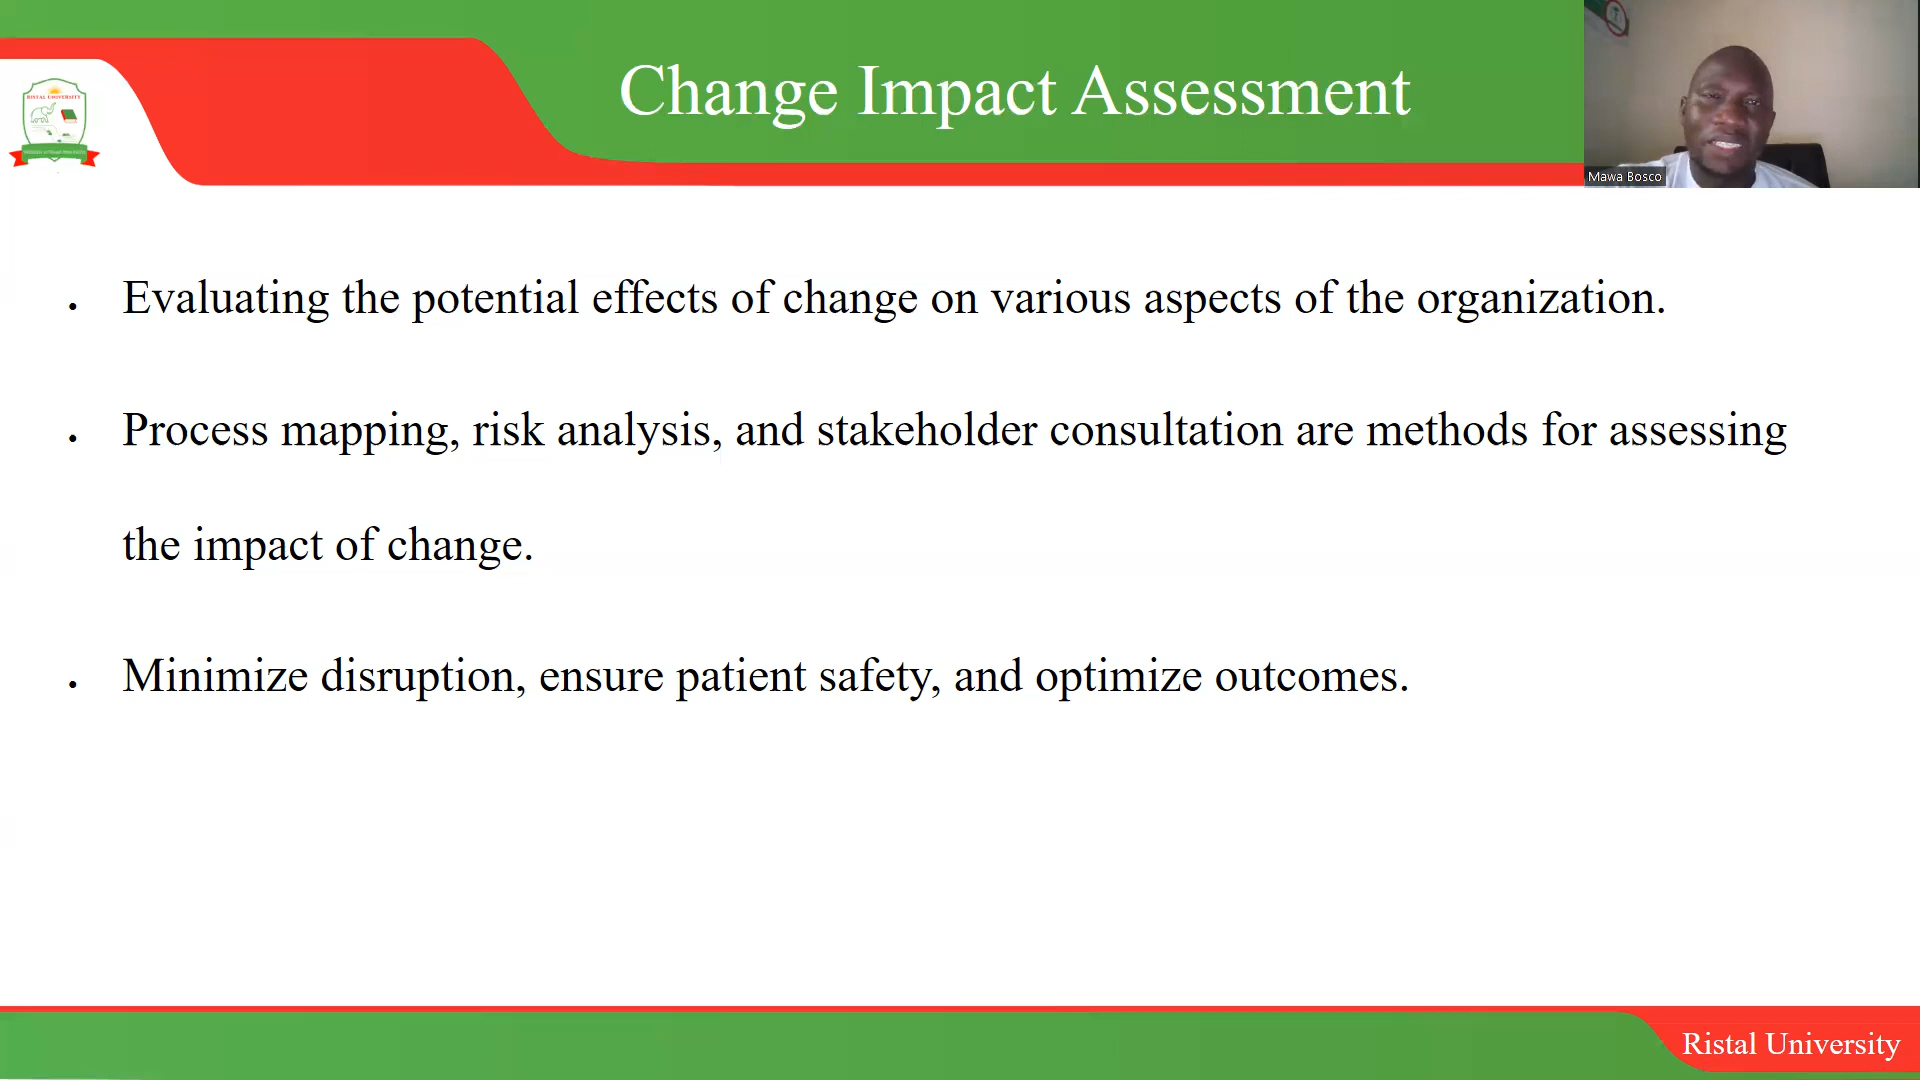 Change Impact Assessment
RISTAL UNIVERSITY
Mawa Bosco
• Evaluating the potential effects of change on various aspects of the organization.
• Process mapping, risk analysis, and stakeholder consultation are methods for assessing
the impact of change.
• Minimize disruption, ensure patient safety, and optimize outcomes.
Ristal University